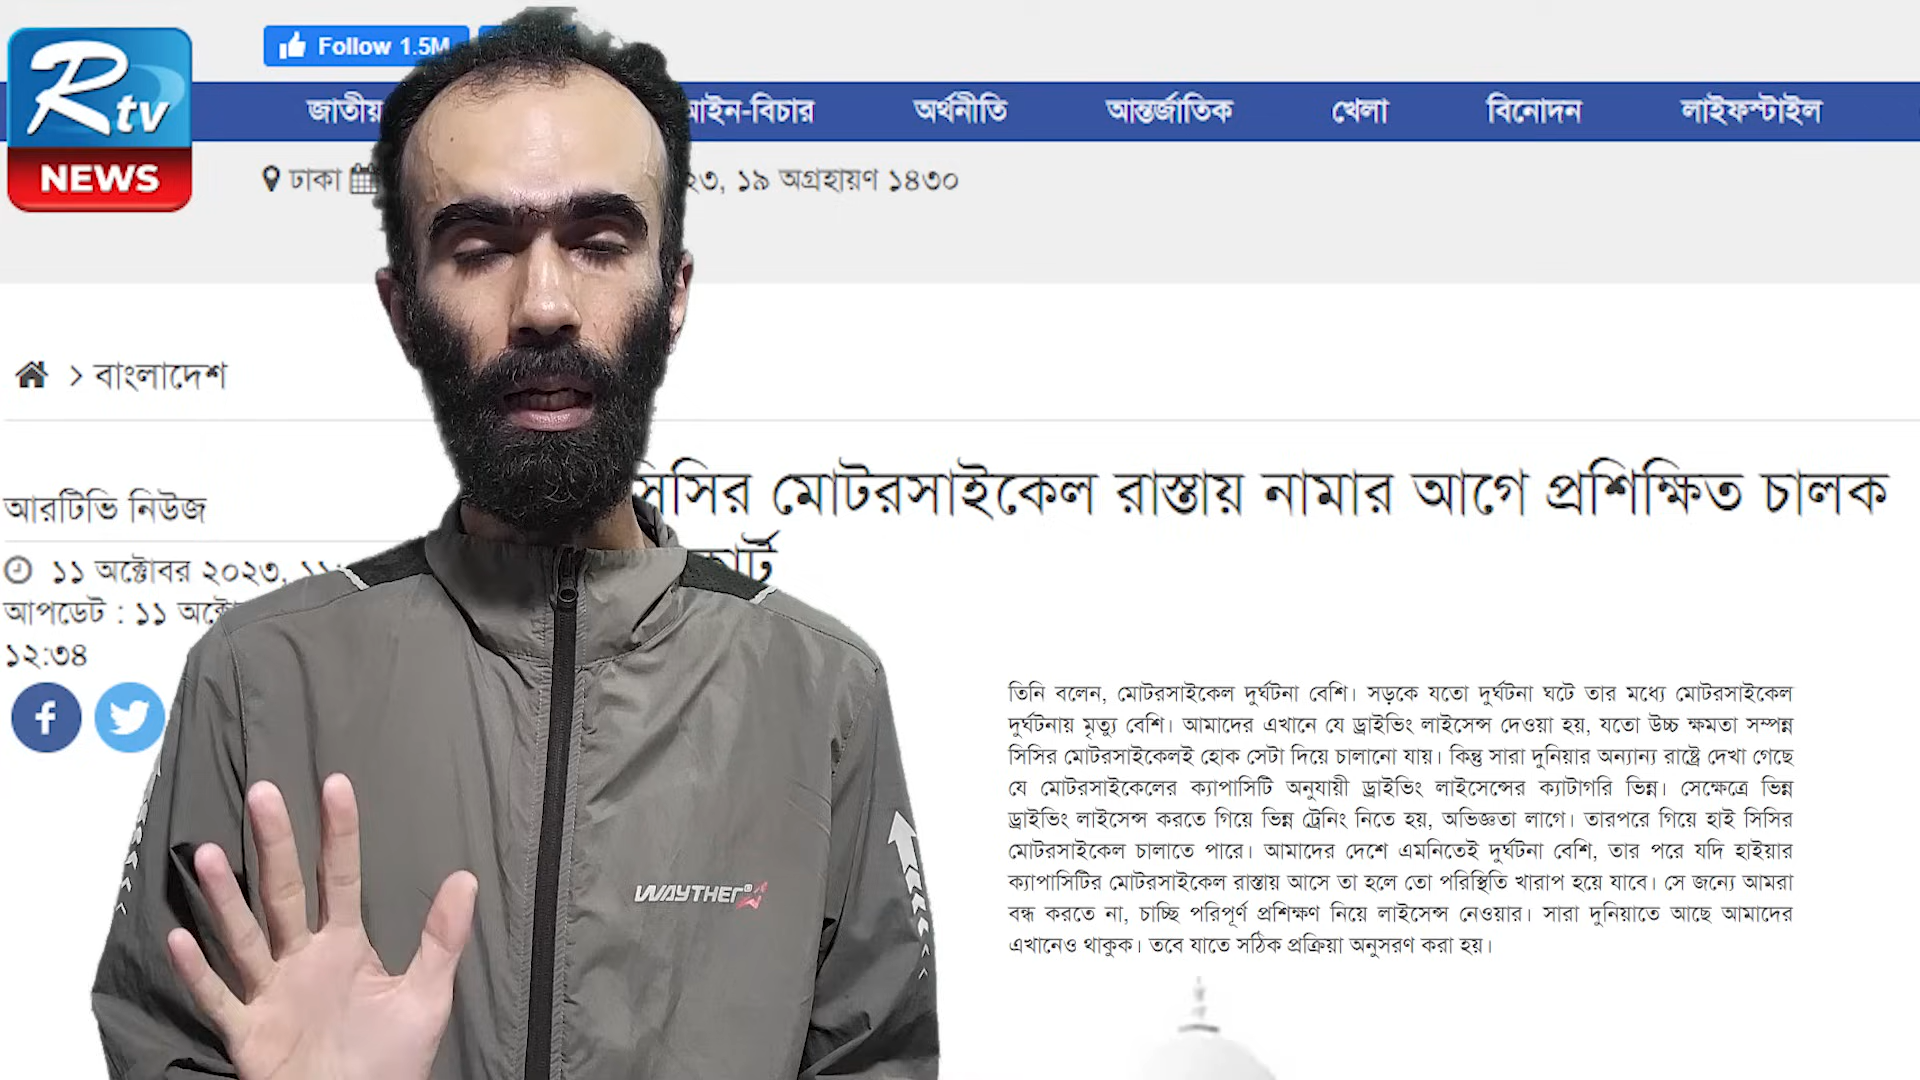 Rtv
NEWS
Follow 1.5M
জাতীয়
আইন-বিচার
অর্থনীতি
আন্তর্জাতিক
খেলা
বিনোদন
লাইফস্টাইল
ঢাকা
২৩, ১৯ অগ্রহায়ণ ১৪৩০
> বাংলাদেশ
সিসির মোটরসাইকেল রাস্তায় নামার আগে প্রশিক্ষিত চালক
আরটিভি নিউজ
১১ অক্টোবর ২০২৩,
আপডেট : ১১
১২:৩৪
WAYTHER®
তিনি বলেন, মোটরসাইকেল দুর্ঘটনা বেশি। সড়কে যতো দুর্ঘটনা ঘটে তার মধ্যে মোটরসাইকেল
দুর্ঘটনায় মৃত্যু বেশি। আমাদের এখানে যে ড্রাইভিং লাইসেন্স দেওয়া হয়, যতো উচ্চ ক্ষমতা সম্পন্ন
সিসির মোটরসাইকেলই হোক সেটা দিয়ে চালানো যায়। কিন্তু সারা দুনিয়ার অন্যান্য রাষ্ট্রে দেখা গেছে
যে মোটরসাইকেলের ক্যাপাসিটি অনুযায়ী ড্রাইভিং লাইসেন্সের ক্যাটাগরি ভিন্ন। সেক্ষেত্রে ভিন্ন
ড্রাইভিং লাইসেন্স করতে গিয়ে ভিন্ন ট্রেনিং নিতে হয়, অভিজ্ঞতা লাগে। তারপরে গিয়ে হাই সিসির
মোটরসাইকেল চালাতে পারে। আমাদের দেশে এমনিতেই দুর্ঘটনা বেশি, তার পরে যদি হাইয়ার
ক্যাপাসিটির মোটরসাইকেল রাস্তায় আসে তা হলে তো পরিস্থিতি খারাপ হয়ে যাবে। সে জন্যে আমরা
বন্ধ করতে না, চাচ্ছি পরিপূর্ণ প্রশিক্ষণ নিয়ে লাইসেন্স নেওয়ার। সারা দুনিয়াতে আছে আমাদের
এখানেও থাকুক। তবে যাতে সঠিক প্রক্রিয়া অনুসরণ করা হয়।